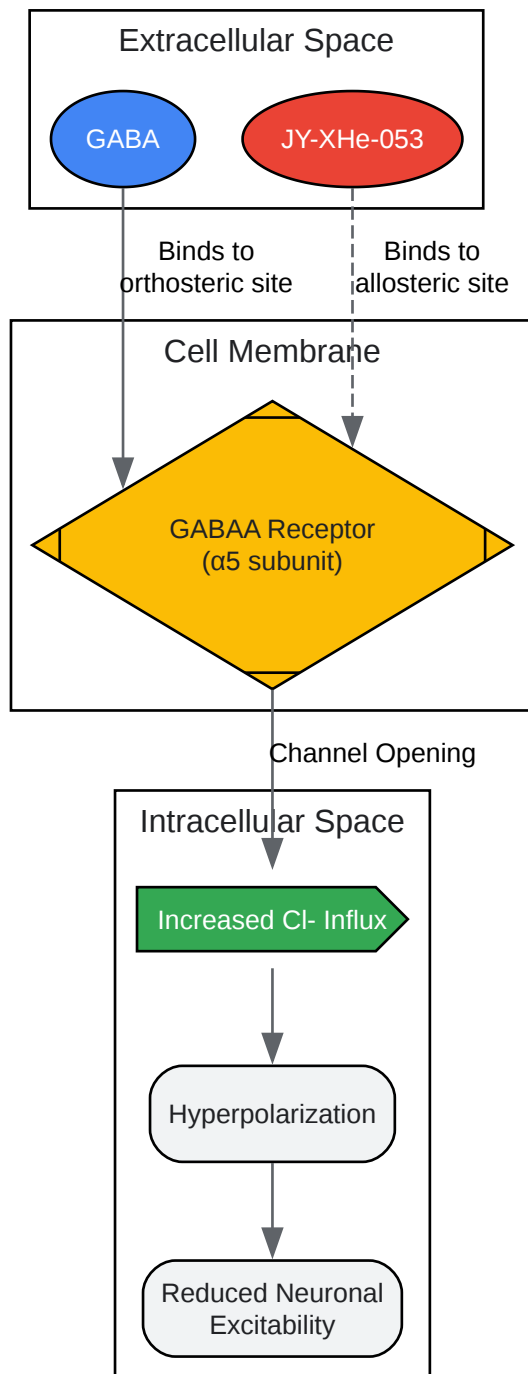 Extracellular Space
GABA
JY-XHe-053
Binds to
orthosteric site
Binds to
allosteric site
Cell Membrane
GABAA Receptor
(α5 subunit)
Channel Opening
Intracellular Space
Increased Cl- Influx
Hyperpolarization
Reduced Neuronal
Excitability